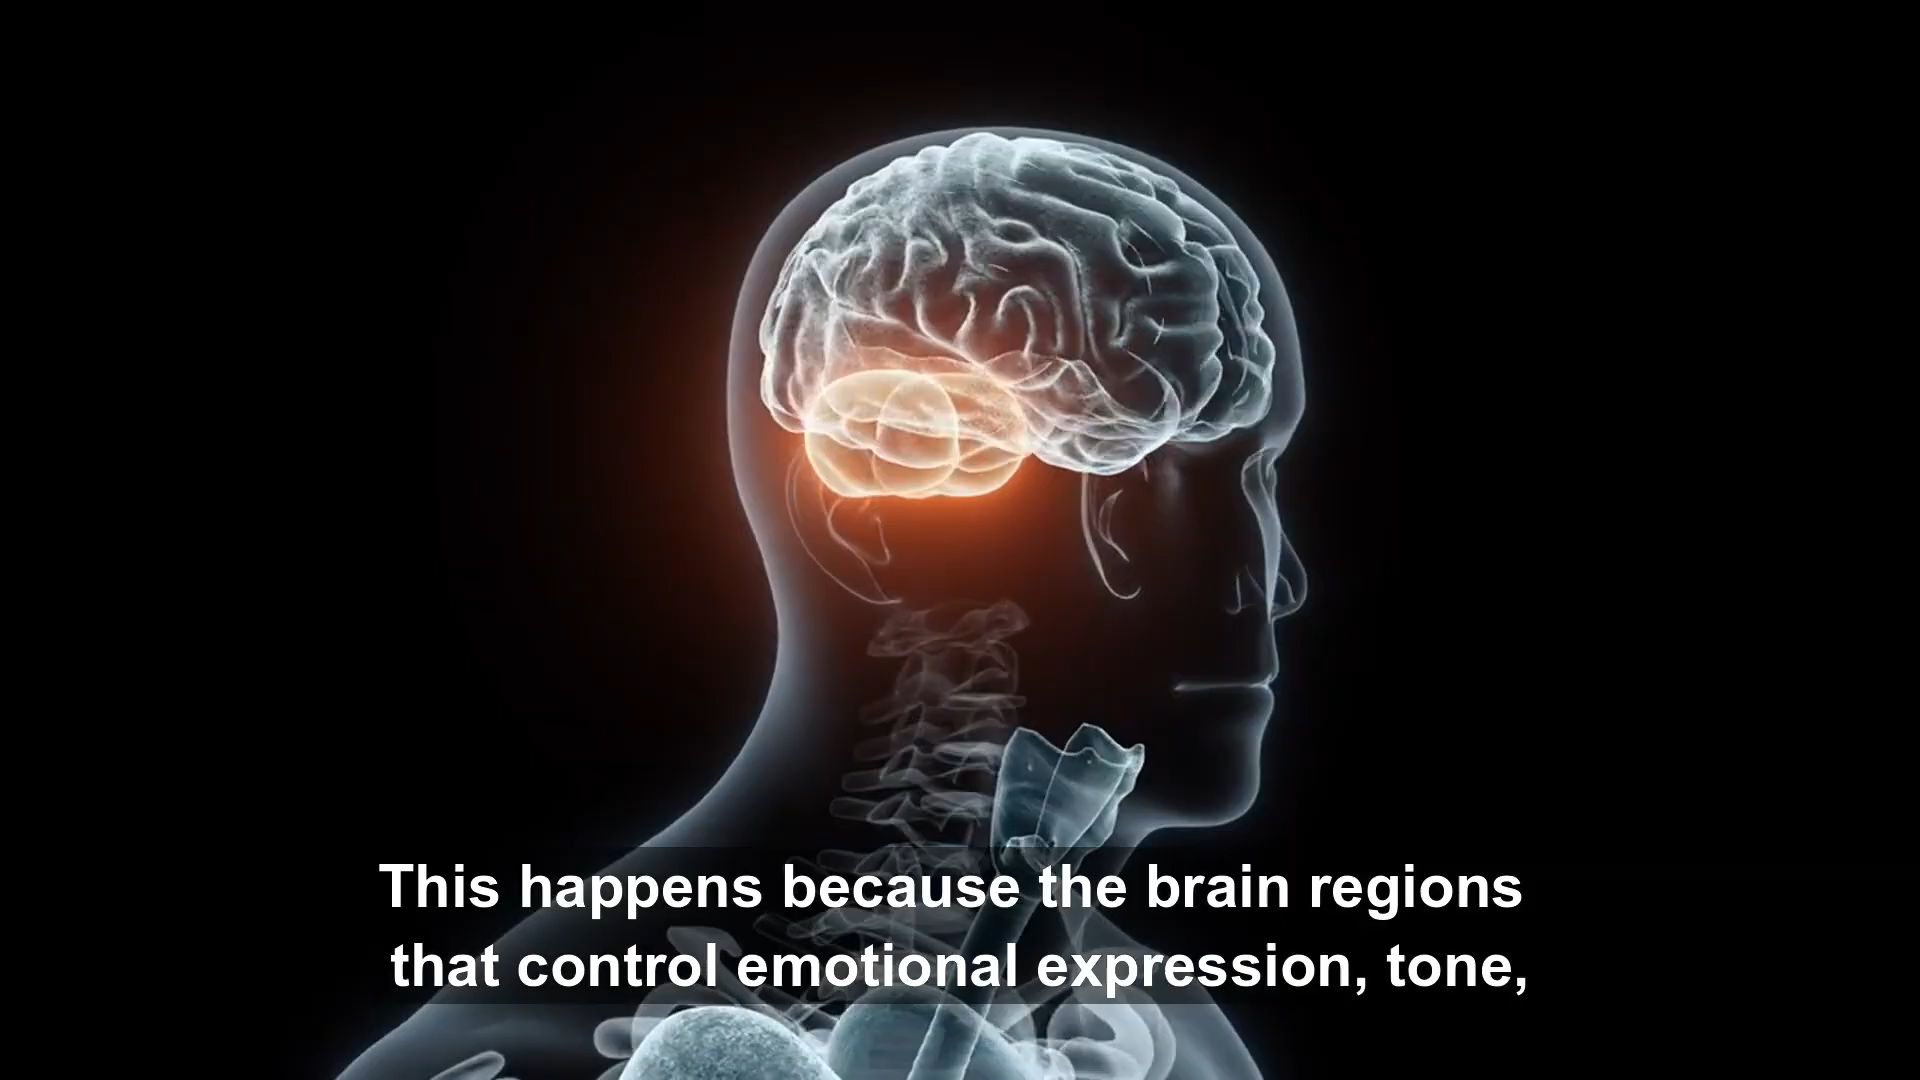 This happens because the brain regions
that control emotional expression, tone,